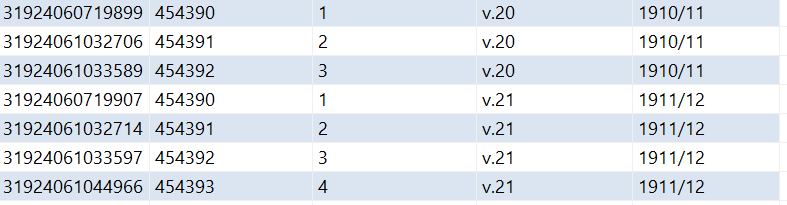 31924060719899 454390 1 v.20 1910/11
31924061032706 454391 2 v.20 1910/11
31924061033589 454392 3 v.20 1910/11
31924060719907 454390 1 v.21 1911/12
31924061032714 454391 2 v.21 1911/12
31924061033597 454392 3 v.21 1911/12
31924061044966 454393 4 v.21 1911/12